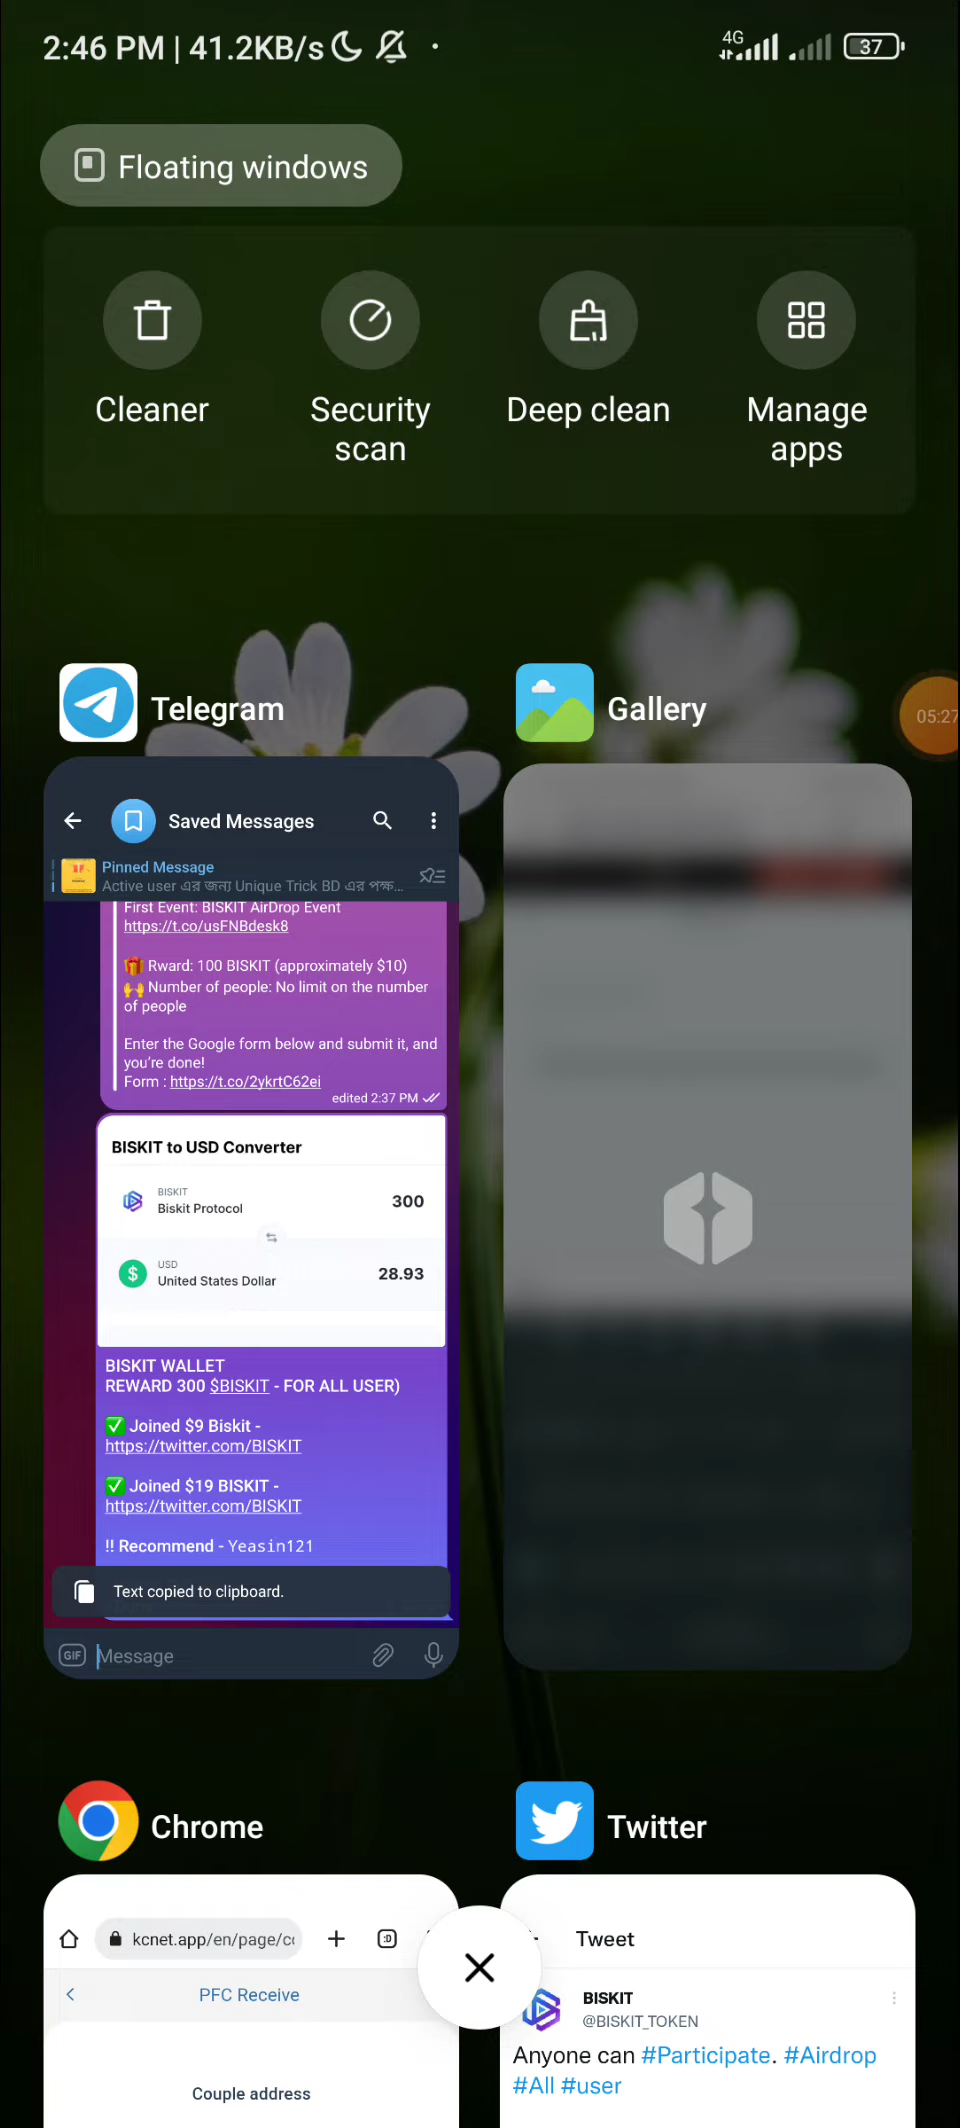 2:46 PM | 41.2KB/s
4G
37
Floating windows
Cleaner
Security scan
Deep clean
Manage apps
Telegram
Gallery
05:27
Saved Messages
Pinned Message
Active user এর জন্য Unique Trick BD এর পক্ষ...
First Event: BISKIT AirDrop Event
https://t.co/usFNBdesk8
🎁 Rward: 100 BISKIT (approximately $10)
🙌 Number of people: No limit on the number
of people
Enter the Google form below and submit it, and
you're done!
Form : https://t.co/2ykrtC62ei
edited 2:37 PM
BISKIT to USD Converter
BISKIT
Biskit Protocol
300
USD
United States Dollar
28.93
BISKIT WALLET
REWARD 300 $BISKIT - FOR ALL USER)
✅ Joined $9 Biskit -
https://twitter.com/BISKIT
✅ Joined $19 BISKIT -
https://twitter.com/BISKIT
!! Recommend - Yeasin121
Text copied to clipboard.
GIF
Message
Chrome
Twitter
kcnet.app/en/page/co
:D
PFC Receive
Couple address
Tweet
BISKIT
@BISKIT_TOKEN
Anyone can #Participate. #Airdrop
#All #user